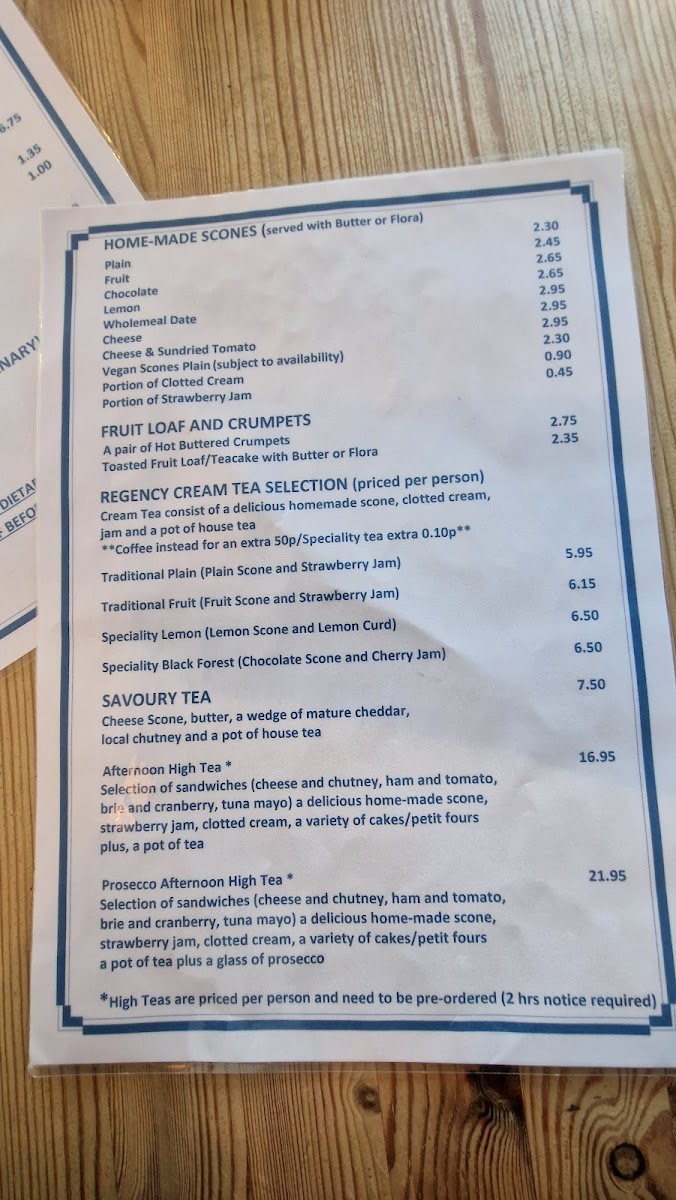 6.75
1.35
1.00
NARY)
DIETA
BEFO
HOME-MADE SCONES (served with Butter or Flora)
Plain 2.30
Fruit 2.45
Chocolate 2.65
Lemon 2.65
Wholemeal Date 2.95
Cheese 2.95
Cheese & Sundried Tomato 2.95
Vegan Scones Plain (subject to availability) 2.30
Portion of Clotted Cream 0.90
Portion of Strawberry Jam 0.45
FRUIT LOAF AND CRUMPETS
A pair of Hot Buttered Crumpets 2.75
Toasted Fruit Loaf/Teacake with Butter or Flora 2.35
REGENCY CREAM TEA SELECTION (priced per person)
Cream Tea consist of a delicious homemade scone, clotted cream,
jam and a pot of house tea
**Coffee instead for an extra 50p/Speciality tea extra 0.10p**
Traditional Plain (Plain Scone and Strawberry Jam) 5.95
Traditional Fruit (Fruit Scone and Strawberry Jam) 6.15
Speciality Lemon (Lemon Scone and Lemon Curd) 6.50
Speciality Black Forest (Chocolate Scone and Cherry Jam) 6.50
SAVOURY TEA 7.50
Cheese Scone, butter, a wedge of mature cheddar,
local chutney and a pot of house tea
Afternoon High Tea * 16.95
Selection of sandwiches (cheese and chutney, ham and tomato,
brie and cranberry, tuna mayo) a delicious home-made scone,
strawberry jam, clotted cream, a variety of cakes/petit fours
plus, a pot of tea
Prosecco Afternoon High Tea * 21.95
Selection of sandwiches (cheese and chutney, ham and tomato,
brie and cranberry, tuna mayo) a delicious home-made scone,
strawberry jam, clotted cream, a variety of cakes/petit fours
a pot of tea plus a glass of prosecco
*High Teas are priced per person and need to be pre-ordered (2 hrs notice required)